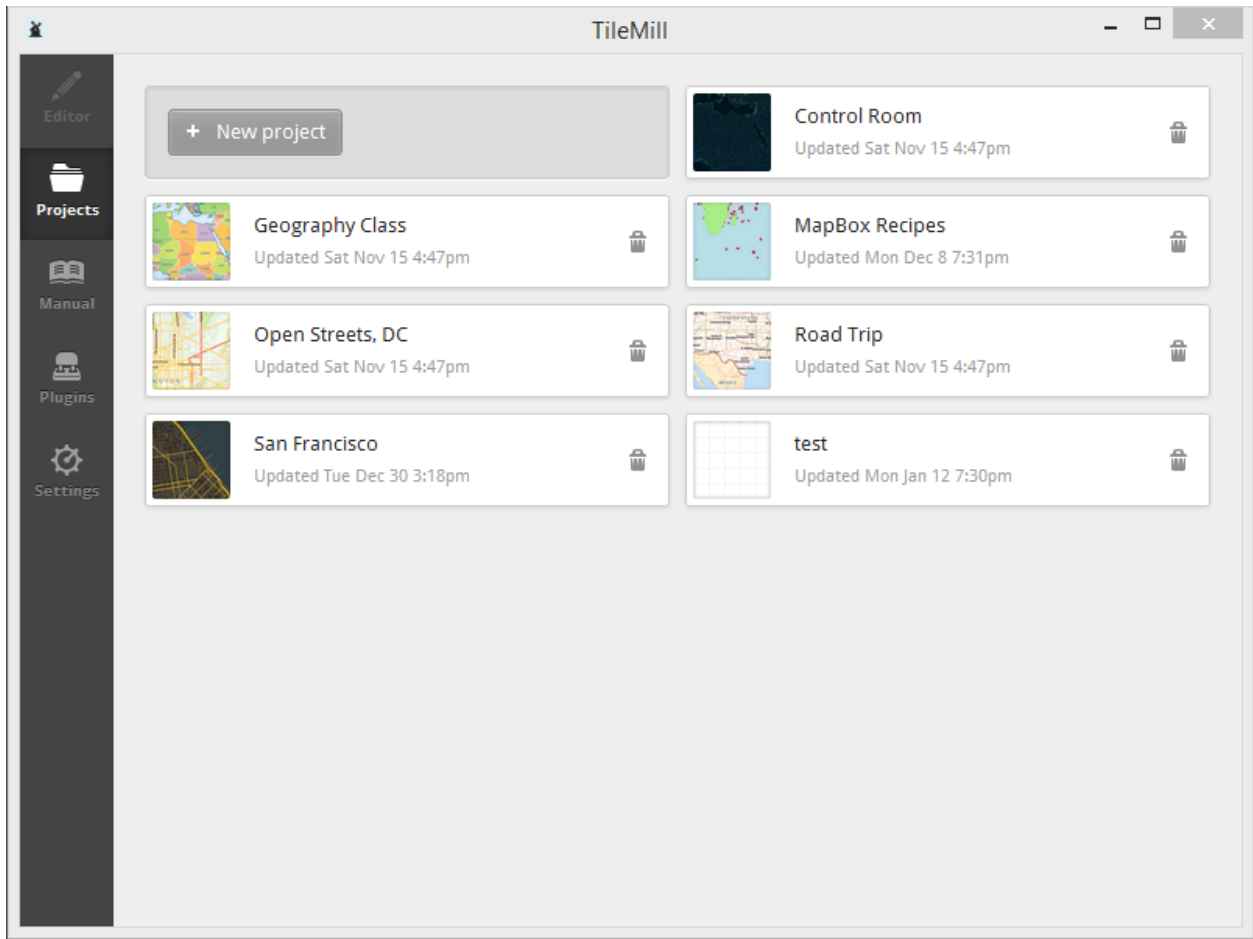 TileMill
Editor
Projects
Manual
Plugins
Settings
+ New project
Control Room
Updated Sat Nov 15 4:47pm
Geography Class
Updated Sat Nov 15 4:47pm
MapBox Recipes
Updated Mon Dec 8 7:31pm
Open Streets, DC
Updated Sat Nov 15 4:47pm
Road Trip
Updated Sat Nov 15 4:47pm
San Francisco
Updated Tue Dec 30 3:18pm
test
Updated Mon Jan 12 7:30pm